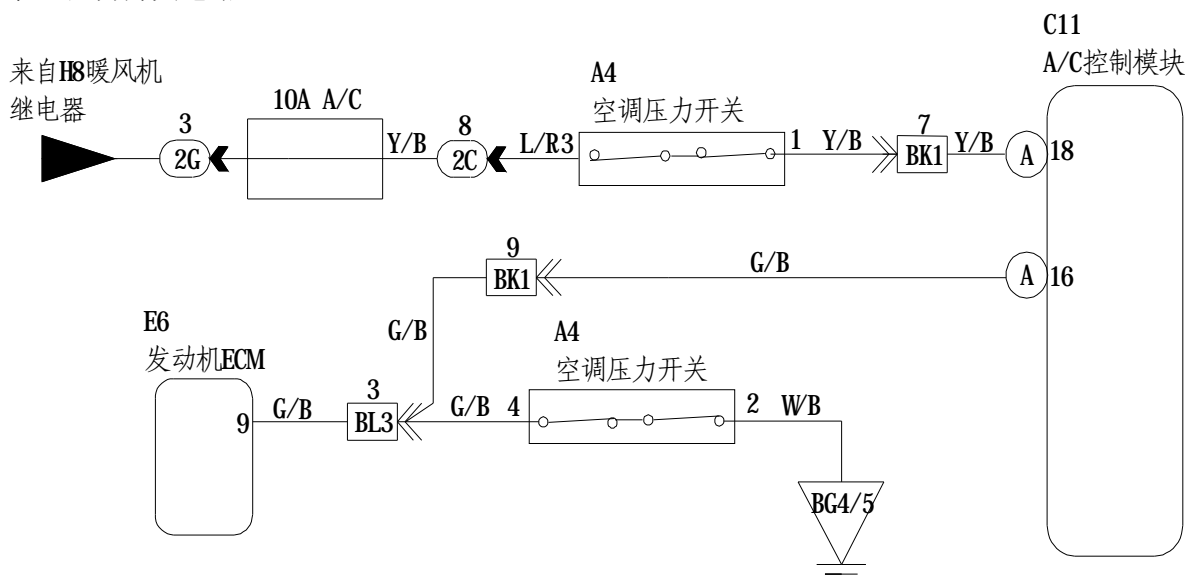 C11
A/C控制模块
来自H8暖风机
继电器
10A A/C
A4
空调压力开关
3
2G
Y/B
8
2C
L/R3
1
Y/B
7
BK1
Y/B
A
18
9
BK1
G/B
A
16
G/B
E6
发动机ECM
A4
空调压力开关
9
G/B
3
BL3
G/B
4
2
W/B
BG4/5